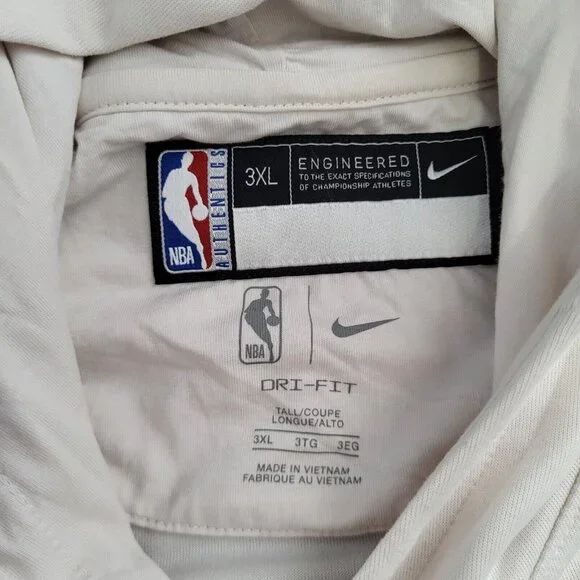 NBA
AUTHENTICS
3XL
ENGINEERED
TO THE EXACT SPECIFICATIONS
OF CHAMPIONSHIP ATHLETES
NBA
DRI-FIT
TALL/COUPE
LONGUE/ALTO
3XL 3TG 3EG
MADE IN VIETNAM
FABRIQUE AU VIETNAM